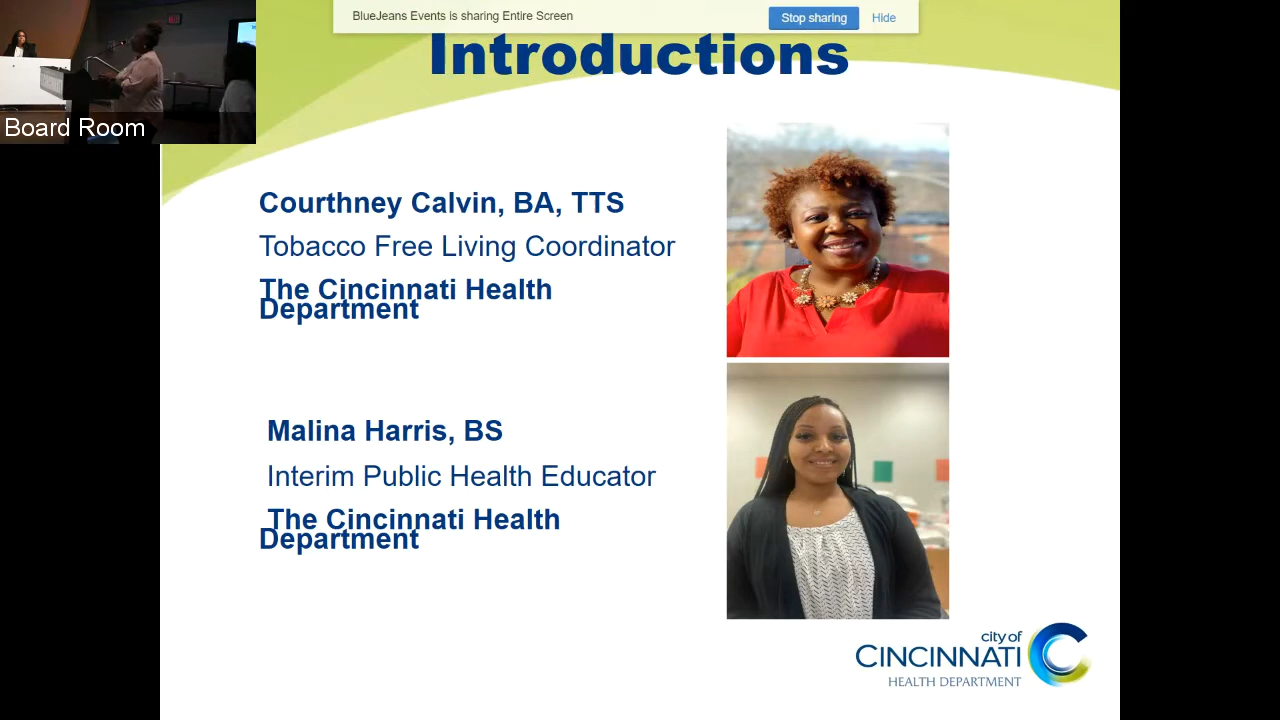 BlueJeans Events is sharing Entire Screen
Stop sharing
Hide
Introductions
Board Room
Courthney Calvin, BA, TTS
Tobacco Free Living Coordinator
The Cincinnati Health
Department
Malina Harris, BS
Interim Public Health Educator
The Cincinnati Health
Department
city of
CINCINNATI
HEALTH DEPARTMENT